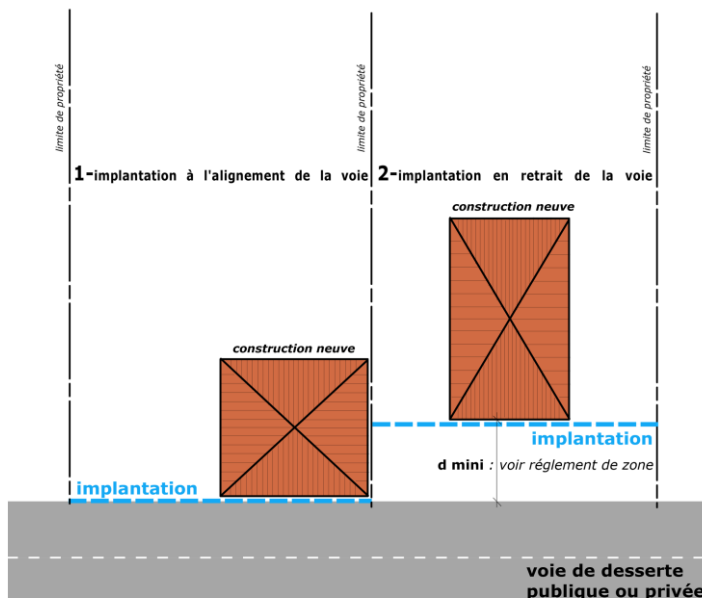 limite de propriété
limite de propriété
limite de propriété
1-implantation à l'alignement de la voie
2-implantation en retrait de la voie
construction neuve
construction neuve
implantation
d mini : voir réglement de zone
implantation
voie de desserte
publique ou privée